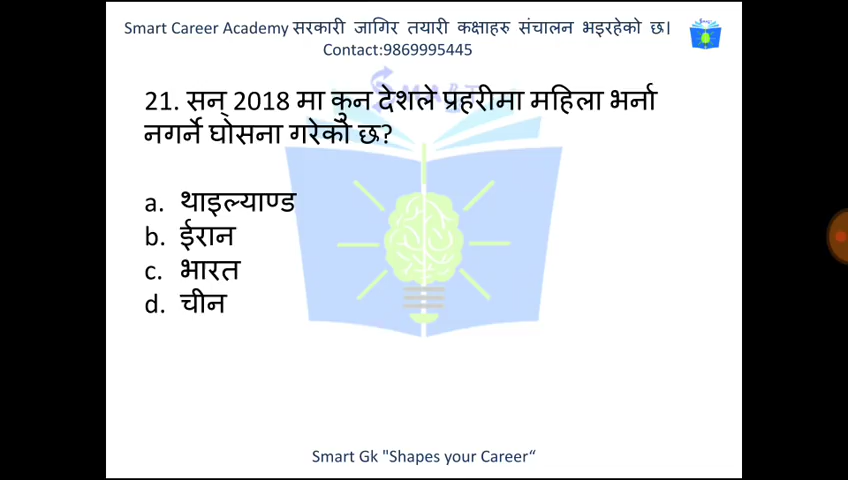 Smart Career Academy सरकारी जागिर तयारी कक्षाहरु संचालन भइरहेको छ।
Contact:9869995445
21. सन् 2018 मा कुन देशले प्रहरीमा महिला भर्ना
नगर्ने घोसना गरेको छ?
a. थाइल्याण्ड
b. ईरान
c. भारत
d. चीन
Smart Gk "Shapes your Career“